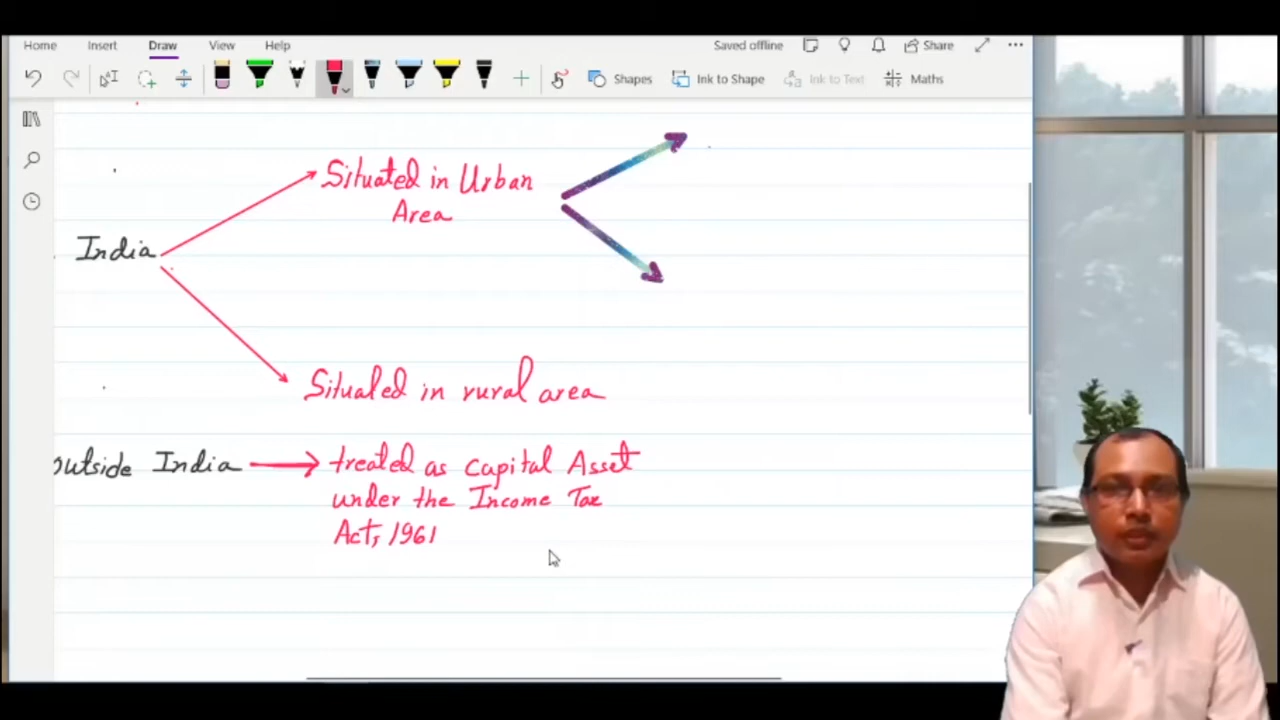 Home Insert Draw View Help Saved offline Share
Shapes Ink to Shape Ink to Text Maths
Situated in Urban
Area
India
Situated in rural area
outside India
treated as capital Asset
under the Income Tax
Act, 1961